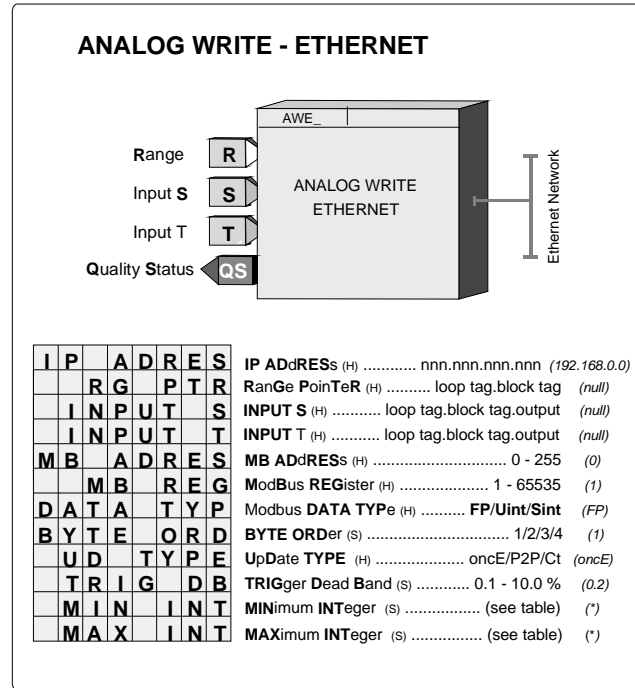 ANALOG WRITE - ETHERNET
AWE_
Range R
Input S S
Input T T
Quality Status QS
ANALOG WRITE
ETHERNET
Ethernet Network
IP ADRES IP ADdRESs (H) ............ nnn.nnn.nnn.nnn (192.168.0.0)
RG PTR RanGe PoinTeR (H) .......... loop tag.block tag (null)
INPUT S INPUT S (H) ............ loop tag.block tag.output (null)
INPUT T INPUT T (H) ............ loop tag.block tag.output (null)
MB ADRES MB ADdRESs (H) ............................... 0 - 255 (0)
MB REG ModBus REGister (H) ......................... 1 - 65535 (1)
DATA TYP Modbus DATA TYPe (H) .......... FP/Uint/Sint (FP)
BYTE ORD BYTE ORDer (S) ............................... 1/2/3/4 (1)
UD TYPE UpDate TYPE (H) .................... oncE/P2P/Ct (oncE)
TRIG DB TRIGger Dead Band (S) ............. 0.1 - 10.0 % (0.2)
MIN INT MINimum INTeger (S) ................. (see table) (*)
MAX INT MAXimum INTeger (S) ................ (see table) (*)